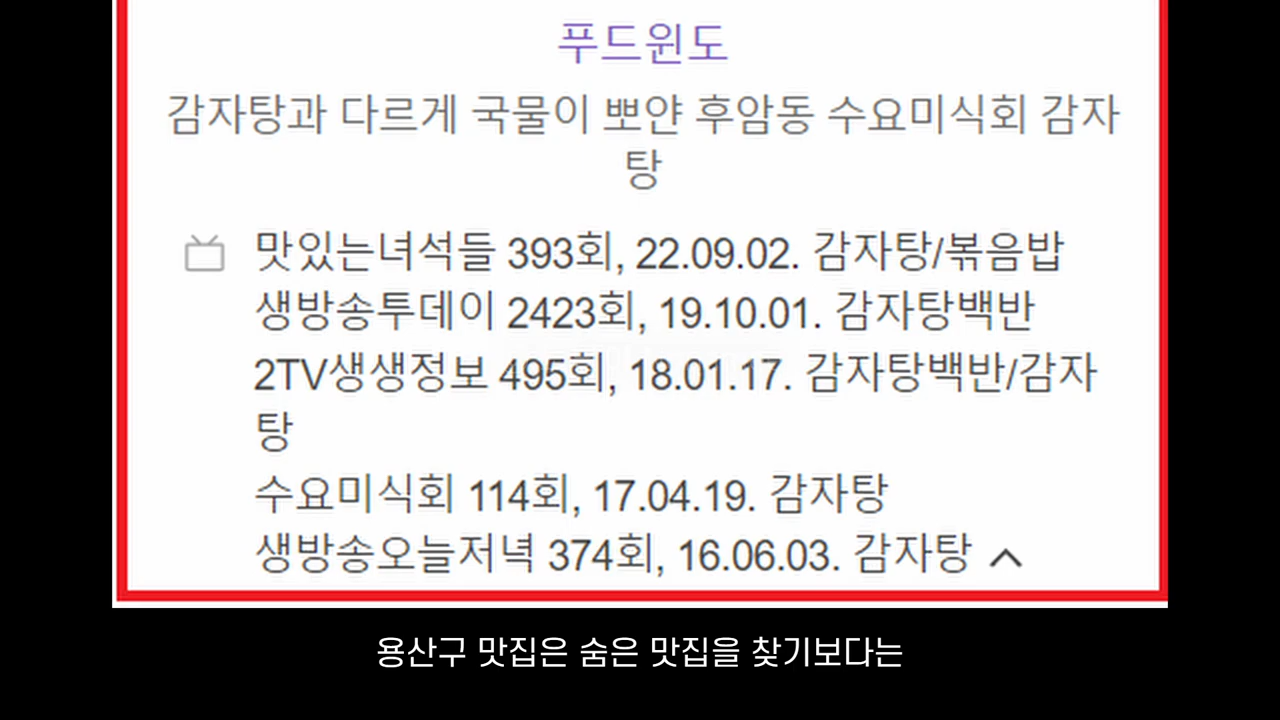 푸드윈도
감자탕과 다르게 국물이 뽀얀 후암동 수요미식회 감자
탕
맛있는녀석들 393회, 22.09.02. 감자탕/볶음밥
생방송투데이 2423회, 19.10.01. 감자탕백반
2TV생생정보 495회, 18.01.17. 감자탕백반/감자
탕
수요미식회 114회, 17.04.19. 감자탕
생방송오늘저녁 374회, 16.06.03. 감자탕
용산구 맛집은 숨은 맛집을 찾기보다는